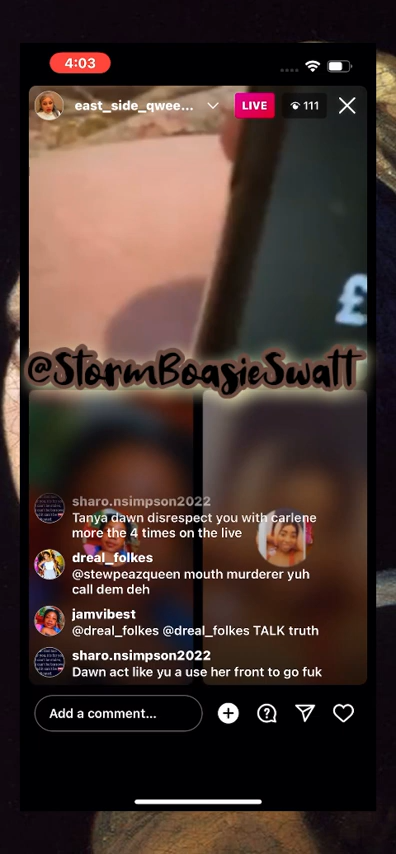 4:03
east_side_qwee...
LIVE
111
£
@StormBoasieSwatt
sharo.nsimpson2022
Tanya dawn disrespect you with carlene
more the 4 times on the live
dreal_folkes
@stewpeazqueen mouth murderer yuh
call dem deh
jamvibest
@dreal_folkes @dreal_folkes TALK truth
sharo.nsimpson2022
Dawn act like yu a use her front to go fuk
Add a comment...